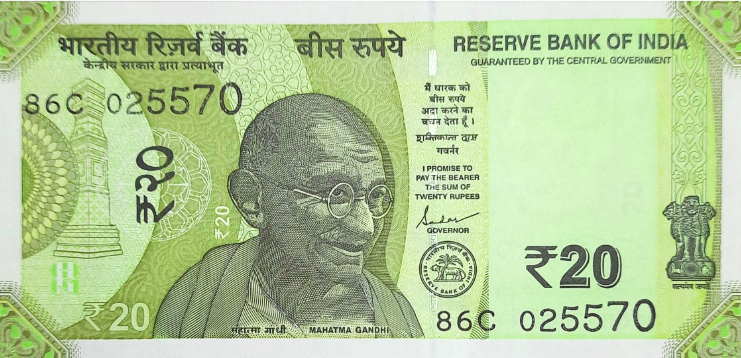 भारतीय रिज़र्व बैंक
केन्द्रीय सरकार द्वारा प्रत्याभूत
बीस रुपये
RESERVE BANK OF INDIA
GUARANTEED BY THE CENTRAL GOVERNMENT
86C 025570
मैं धारक को
बीस रुपये
अदा करने का
वचन देता हूँ ।
शक्तिकान्त दास
गवर्नर
I PROMISE TO
PAY THE BEARER
THE SUM OF
TWENTY RUPEES
GOVERNOR
₹२०
₹20
भारतीय रिज़र्व बैंक
RESERVE BANK OF INDIA
₹20
सत्यमेव जयते
₹20
महात्मा गांधी
MAHATMA GANDHI
86C 025570